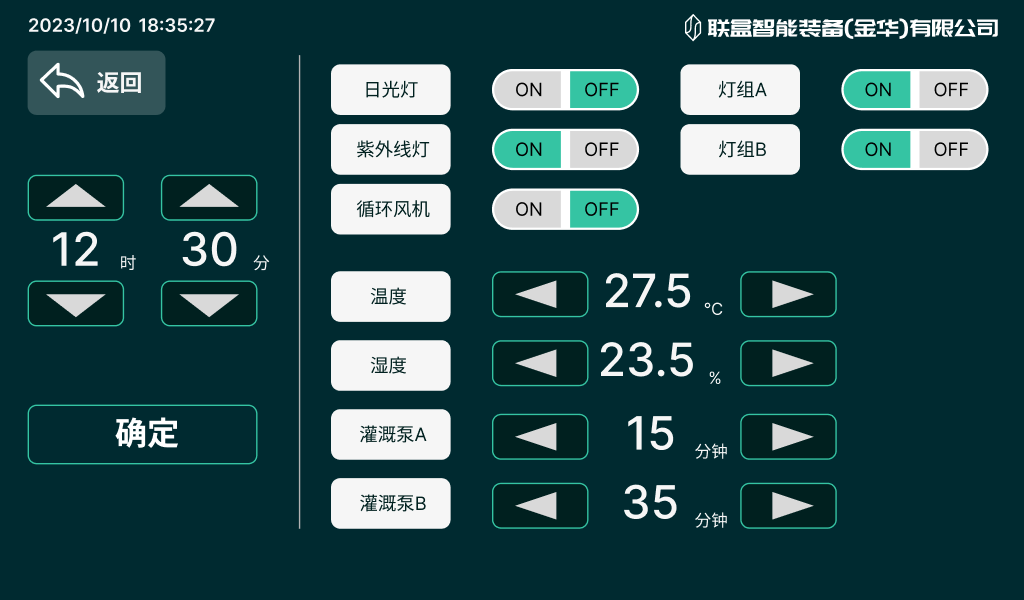 2023/10/10 18:35:27
联盒智能装备(金华)有限公司
返回
日光灯 ON OFF 灯组A ON OFF
紫外线灯 ON OFF 灯组B ON OFF
循环风机 ON OFF
12 时 30 分
温度 27.5 °C
湿度 23.5 %
确定
灌溉泵A 15 分钟
灌溉泵B 35 分钟